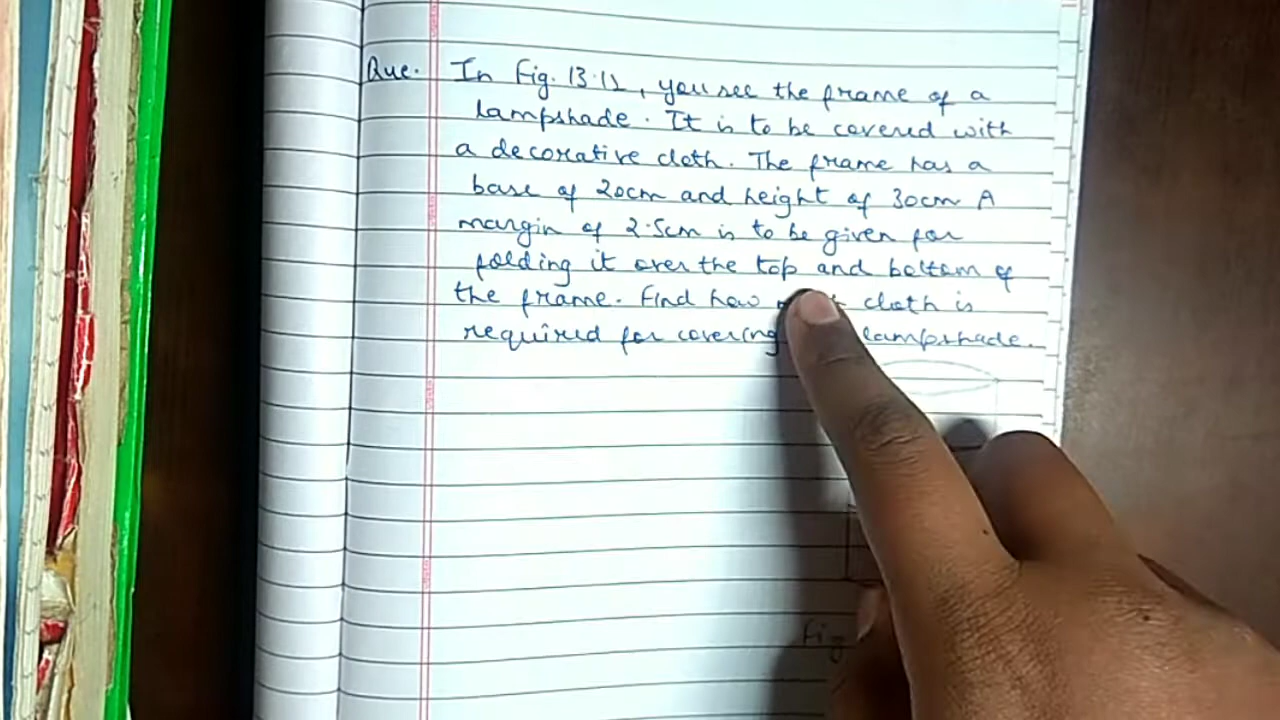 Que. In Fig. 13.12, you see the frame of a
lampshade. It is to be covered with
a decorative cloth. The frame has a
base of 20cm and height of 30cm A
margin of 2.5cm is to be given for
folding it over the top and bottom of
the frame. Find how cloth is
required for covering lampshade.
Fig